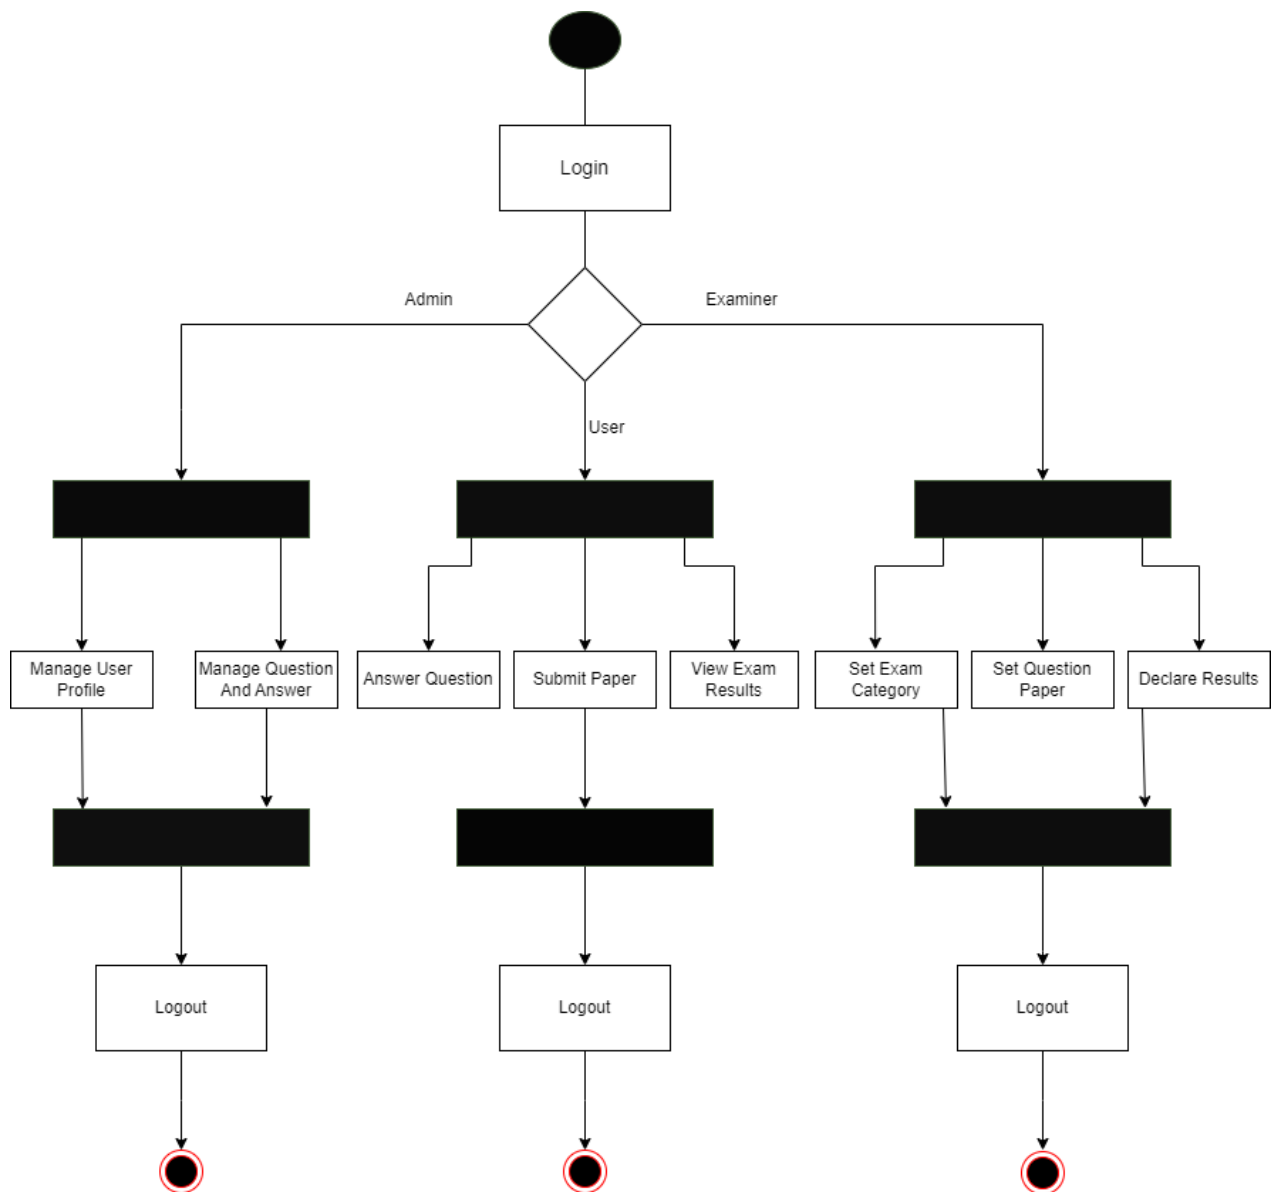 Login
Admin
Examiner
User
Manage User
Profile
Manage Question
And Answer
Answer Question
Submit Paper
View Exam
Results
Set Exam
Category
Set Question
Paper
Declare Results
Logout
Logout
Logout